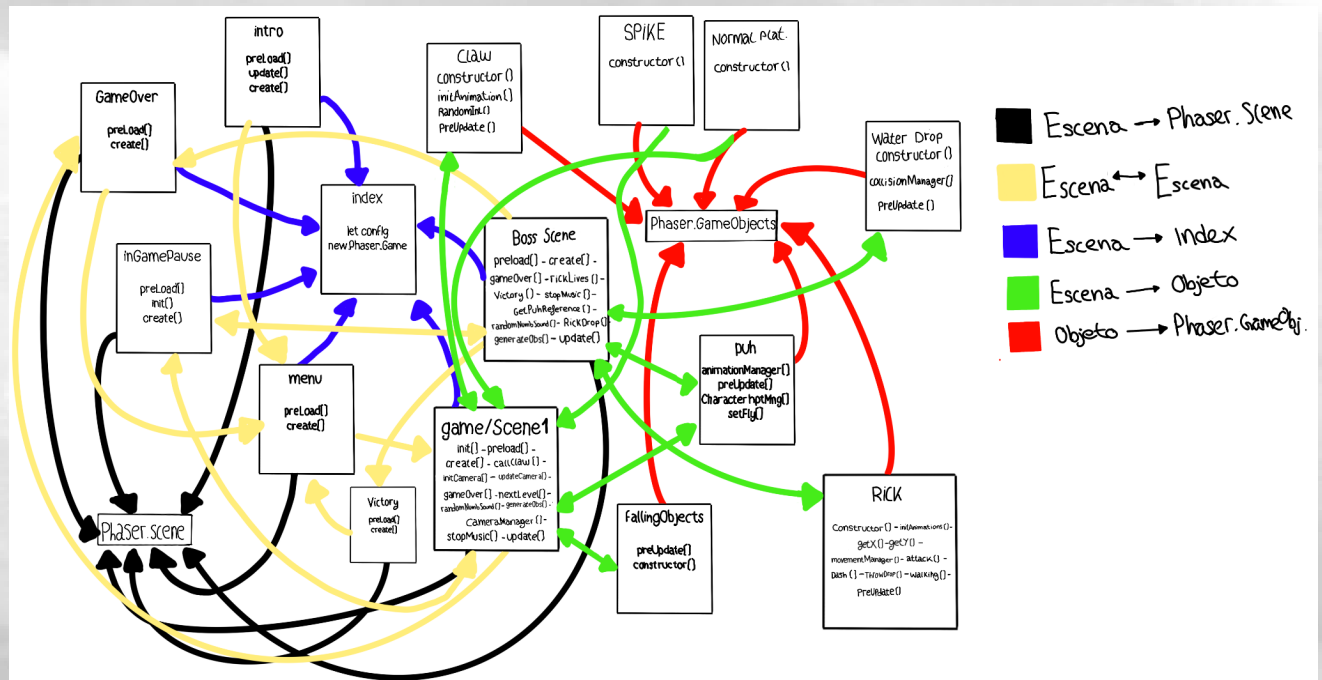 intro
preLoad()
update()
create()
GameOver
preLoad()
create()
Claw
constructor()
initAnimation()
RandomInt()
PreUpdate()
SPIKE
constructor()
Normal Plat.
constructor()
Water Drop
constructor()
collisionManager()
PreUpdate()
index
let config
new Phaser.Game
inGamePause
preLoad()
init()
create()
Boss Scene
preload() - create() -
gameOver() - rickLives() -
Victory() - stopMusic() -
GetPuhReference() -
randomNumbSound() - RickDrop()
generateObs() - update()
Phaser.GameObjects
puh
animationManager()
preUpdate()
CharacterhptMng()
setFly()
menu
preLoad()
create()
game/Scene1
init() - preload() -
create() - callClaw() -
initCamera() - updateCamera() -
gameOver() - nextLevel() -
randomNumbSound() - generateObs() -
CameraManager() -
stopMusic() - update()
Victory
preLoad()
create()
Phaser.scene
fallingObjects
preUpdate()
constructor()
RicK
Constructor() - initAnimations() -
getX() - getY() -
movementManager() - attacK() -
Dash() - ThrowDrop() - walking() -
PreUpdate()
Escena → Phaser.Scene
Escena ↔ Escena
Escena → Index
Escena → Objeto
Objeto → Phaser.GameObj.